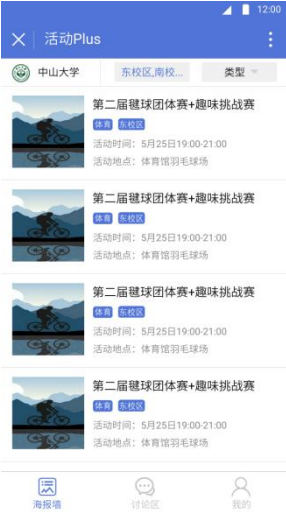 12:00
活动Plus
中山大学 东校区,南校... 类型
第二届毽球团体赛+趣味挑战赛
体育 东校区
活动时间：5月25日19:00-21:00
活动地点：体育馆羽毛球场
第二届毽球团体赛+趣味挑战赛
体育 东校区
活动时间：5月25日19:00-21:00
活动地点：体育馆羽毛球场
第二届毽球团体赛+趣味挑战赛
体育 东校区
活动时间：5月25日19:00-21:00
活动地点：体育馆羽毛球场
第二届毽球团体赛+趣味挑战赛
体育 东校区
活动时间：5月25日19:00-21:00
活动地点：体育馆羽毛球场
海报墙 讨论区 我的